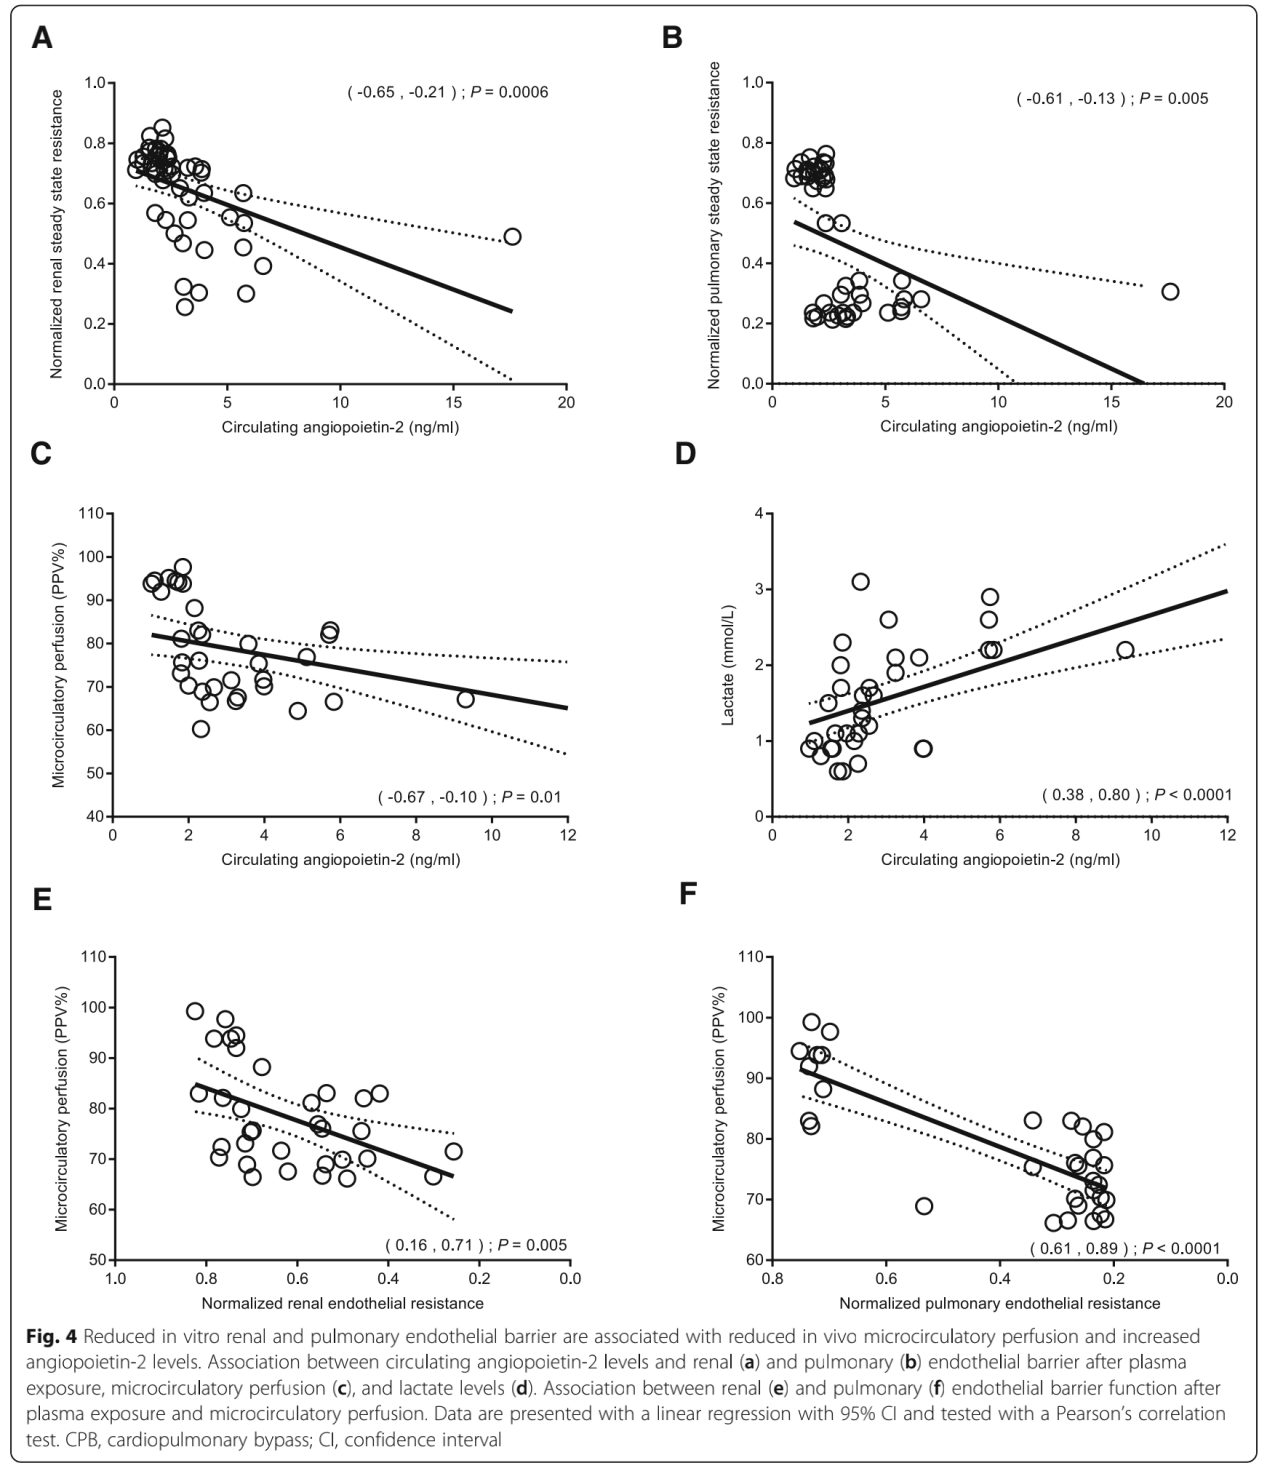 A
B
( -0.65 , -0.21 ) ; P = 0.0006
( -0.61 , -0.13 ) ; P = 0.005
Normalized renal steady state resistance
1.0
0.8
0.6
0.4
0.2
0.0
0 5 10 15 20
Circulating angiopoietin-2 (ng/ml)
Normalized pulmonary steady state resistance
1.0
0.8
0.6
0.4
0.2
0.0
0 5 10 15 20
Circulating angiopoietin-2 (ng/ml)
C
D
Microcirculatory perfusion (PPV%)
110
100
90
80
70
60
50
40
( -0.67 , -0.10 ) ; P = 0.01
0 2 4 6 8 10 12
Circulating angiopoietin-2 (ng/ml)
Lactate (mmol/L)
4
3
2
1
0
( 0.38 , 0.80 ) ; P < 0.0001
0 2 4 6 8 10 12
Circulating angiopoietin-2 (ng/ml)
E
F
Microcirculatory perfusion (PPV%)
110
100
90
80
70
60
50
( 0.16 , 0.71 ) ; P = 0.005
1.0 0.8 0.6 0.4 0.2 0.0
Normalized renal endothelial resistance
Microcirculatory perfusion (PPV%)
110
100
90
80
70
60
( 0.61 , 0.89 ) ; P < 0.0001
0.8 0.6 0.4 0.2 0.0
Normalized pulmonary endothelial resistance
Fig. 4 Reduced in vitro renal and pulmonary endothelial barrier are associated with reduced in vivo microcirculatory perfusion and increased
angiopoietin-2 levels. Association between circulating angiopoietin-2 levels and renal (a) and pulmonary (b) endothelial barrier after plasma
exposure, microcirculatory perfusion (c), and lactate levels (d). Association between renal (e) and pulmonary (f) endothelial barrier function after
plasma exposure and microcirculatory perfusion. Data are presented with a linear regression with 95% CI and tested with a Pearson's correlation
test. CPB, cardiopulmonary bypass; CI, confidence interval